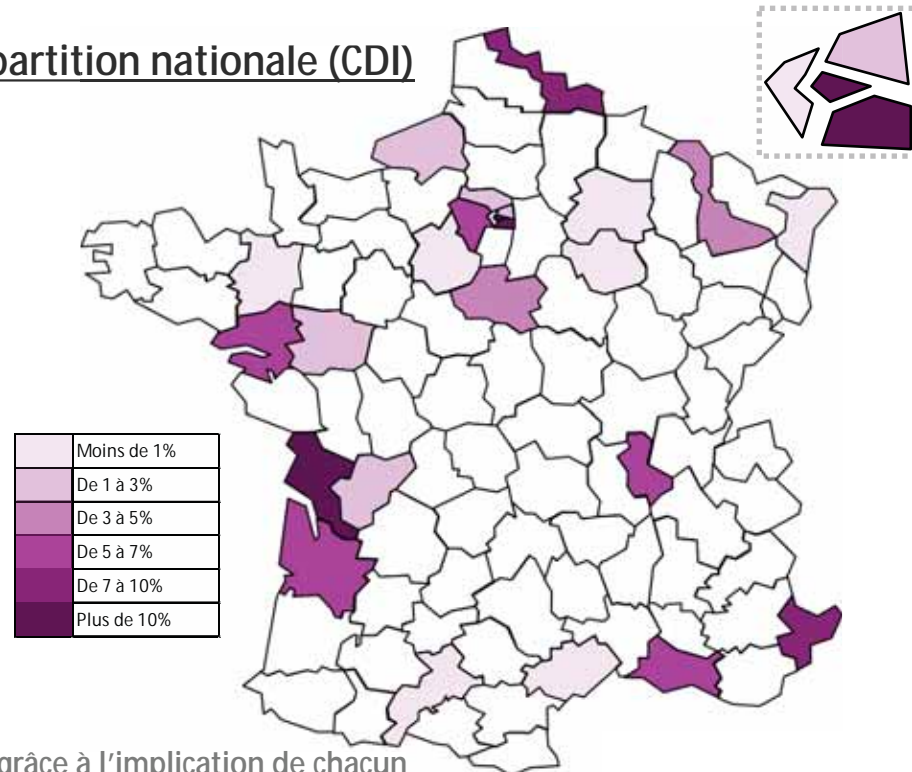 partition nationale (CDI)
Moins de 1%
De 1 à 3%
De 3 à 5%
De 5 à 7%
De 7 à 10%
Plus de 10%
grâce à l'implication de chacun